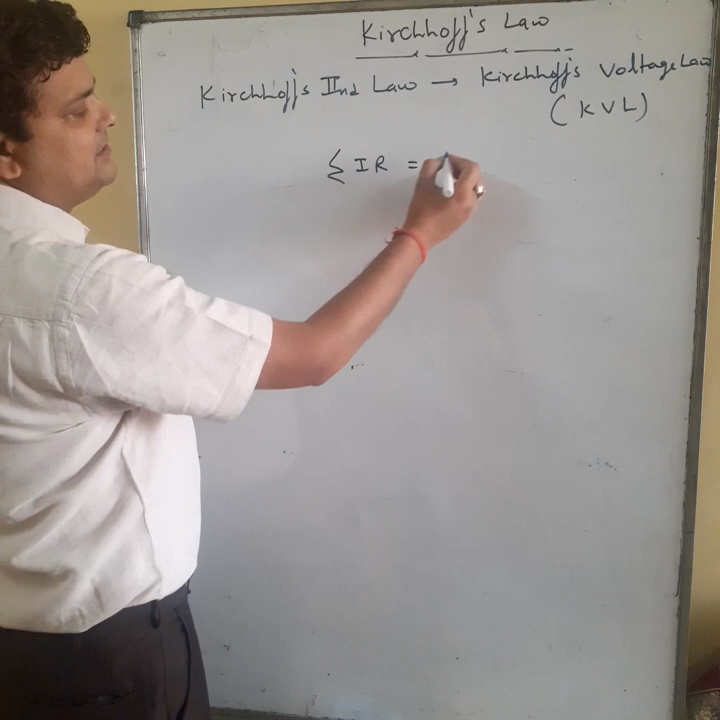 Kirchhoff's Law
Kirchhoff's IInd Law → Kirchhoff's Voltage Law
(KVL)
Σ IR =